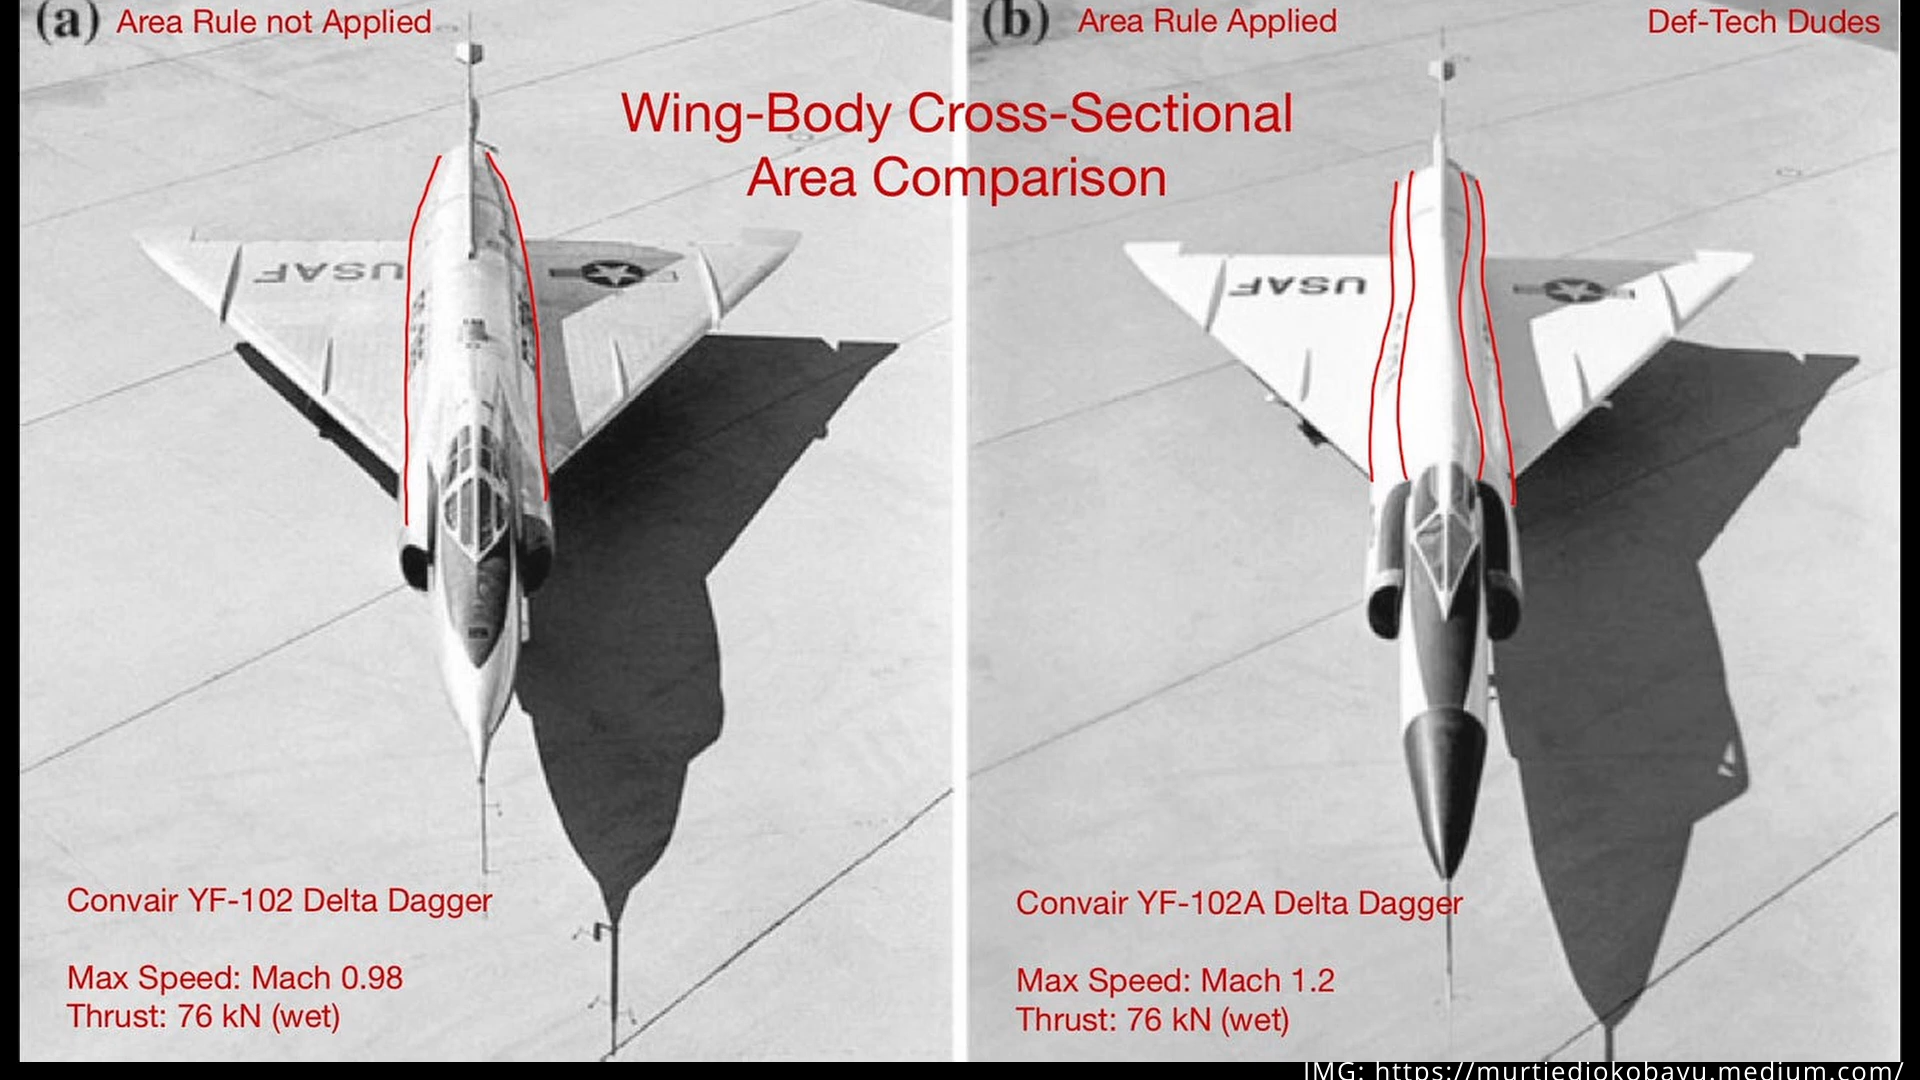 (a) Area Rule not Applied
(b) Area Rule Applied
Def-Tech Dudes
Wing-Body Cross-Sectional
Area Comparison
USAF
USAF
Convair YF-102 Delta Dagger
Max Speed: Mach 0.98
Thrust: 76 kN (wet)
Convair YF-102A Delta Dagger
Max Speed: Mach 1.2
Thrust: 76 kN (wet)
IMG: https://murtiedjokobayu.medium.com/